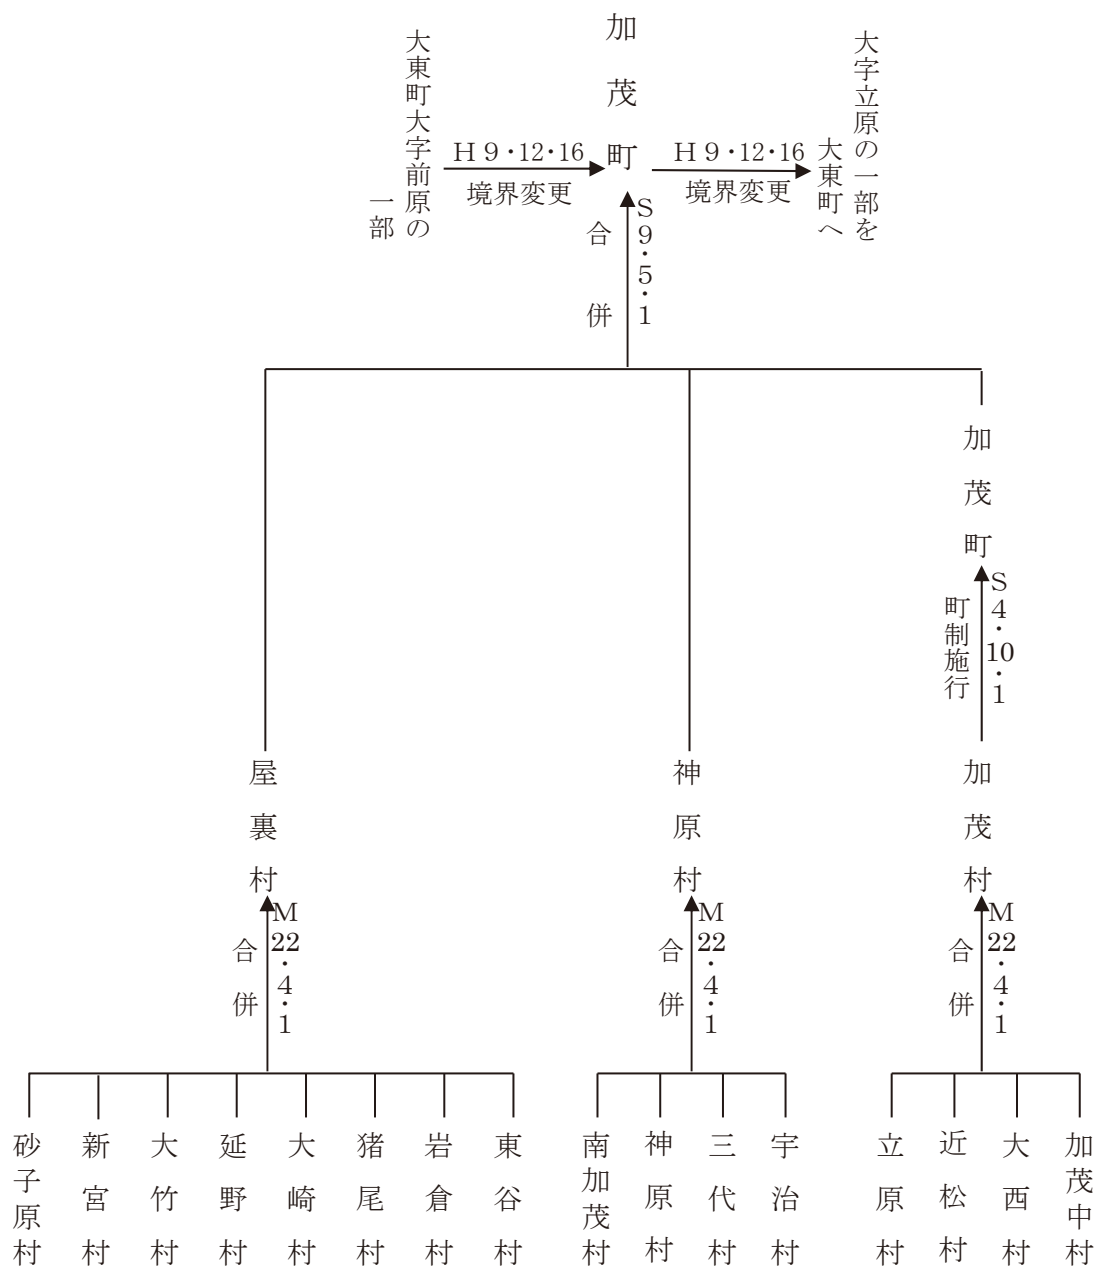 加茂町
大字立原の一部を
大東町へ
H9・12・16
境界変更
H9・12・16
境界変更
大東町大字前原の
一部
S9・5・1
合併
加茂町
S4・10・1
町制施行
加茂村
神原村
屋裏村
M22・4・1
合併
M22・4・1
合併
M22・4・1
合併
加茂中村
大西村
近松村
立原村
宇治村
三代村
神原村
南加茂村
東谷村
岩倉村
猪尾村
大崎村
延野村
大竹村
新宮村
砂子原村